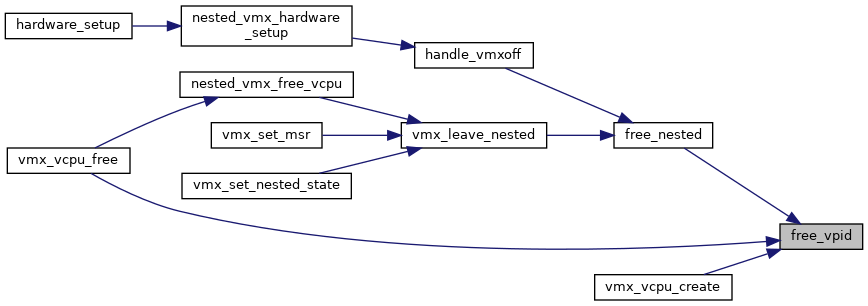 hardware_setup
nested_vmx_hardware
_setup
handle_vmxoff
nested_vmx_free_vcpu
vmx_set_msr
vmx_leave_nested
free_nested
vmx_vcpu_free
vmx_set_nested_state
free_vpid
vmx_vcpu_create